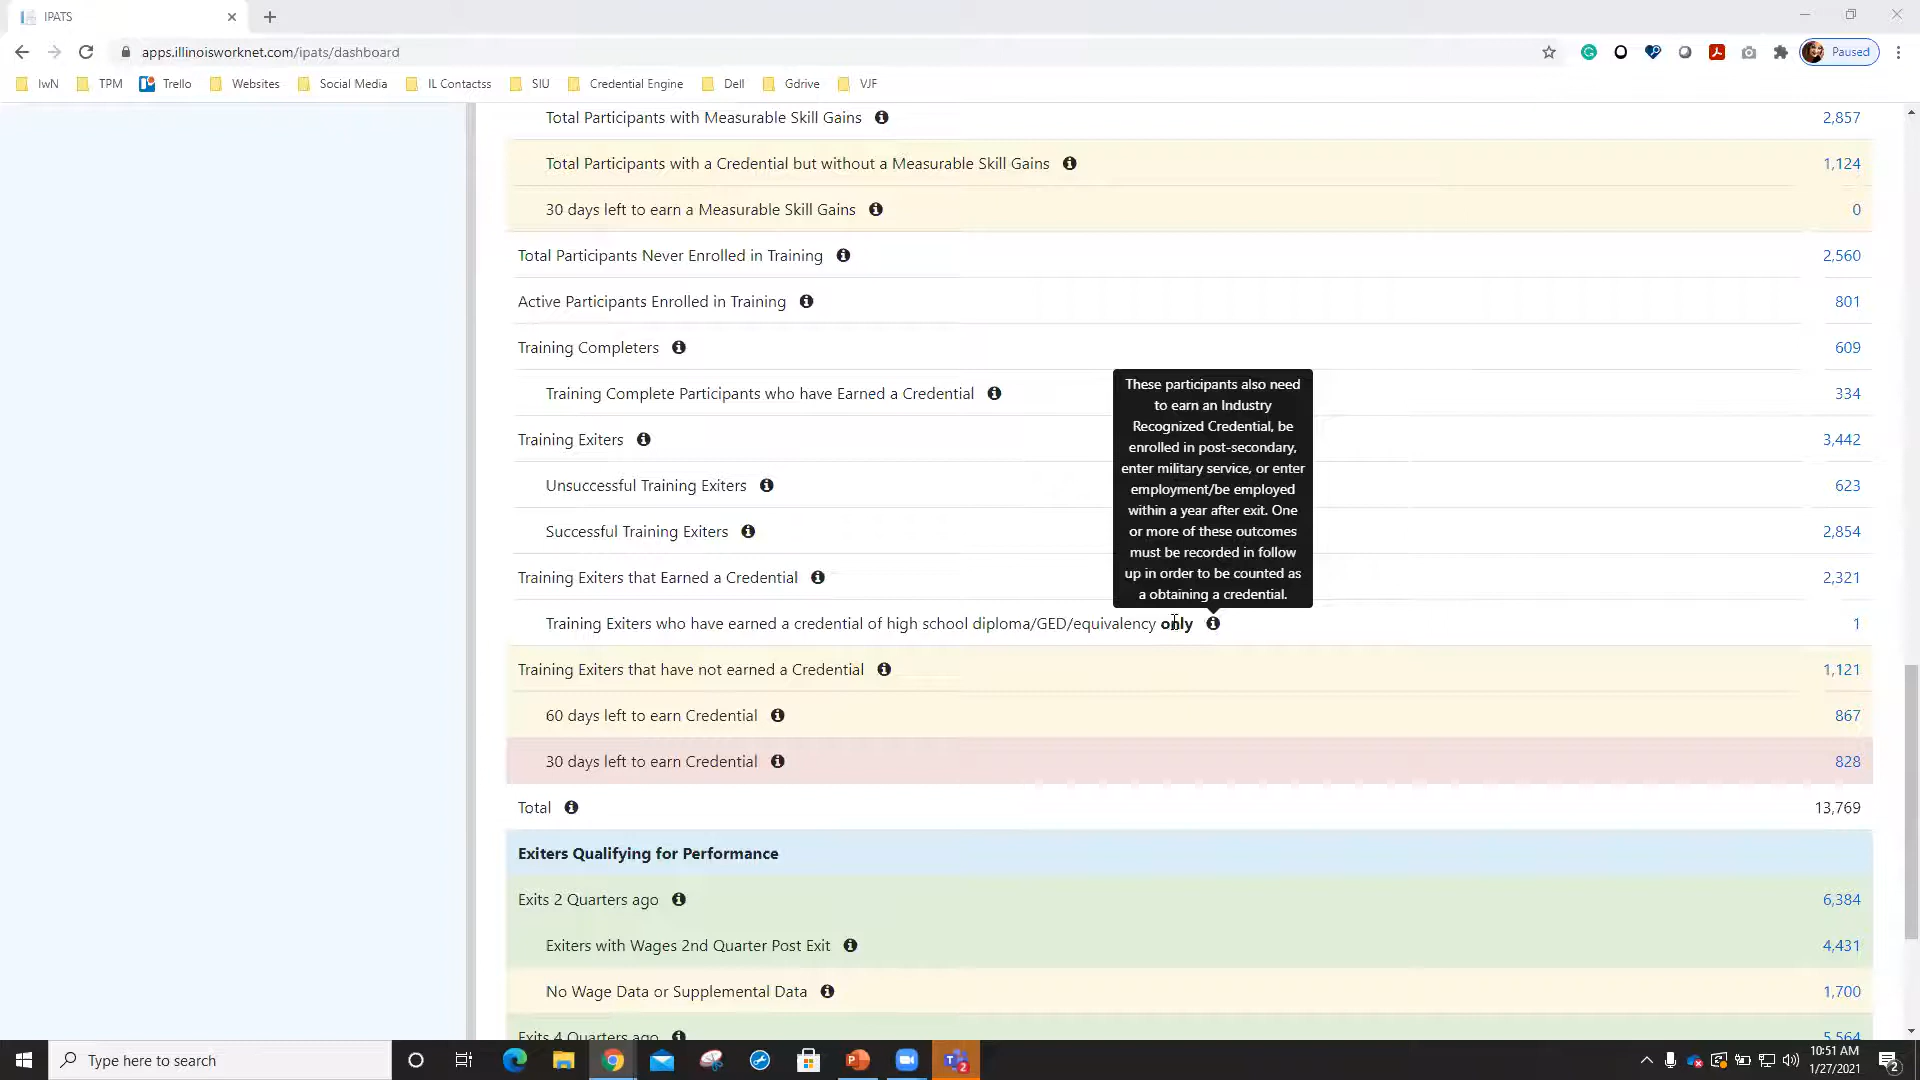 IPATS
apps.illinoisworknet.com/ipats/dashboard
Paused
IwN TPM Trello Websites Social Media IL Contactss SIU Credential Engine Dell Gdrive VJF
Total Participants with Measurable Skill Gains 2,857
Total Participants with a Credential but without a Measurable Skill Gains 1,124
30 days left to earn a Measurable Skill Gains 0
Total Participants Never Enrolled in Training 2,560
Active Participants Enrolled in Training 801
Training Completers 609
Training Complete Participants who have Earned a Credential 334
These participants also need
to earn an Industry
Recognized Credential, be
enrolled in post-secondary,
enter military service, or enter
employment/be employed
within a year after exit. One
or more of these outcomes
must be recorded in follow
up in order to be counted as
a obtaining a credential.
Training Exiters 3,442
Unsuccessful Training Exiters 623
Successful Training Exiters 2,854
Training Exiters that Earned a Credential 2,321
Training Exiters who have earned a credential of high school diploma/GED/equivalency only 1
Training Exiters that have not earned a Credential 1,121
60 days left to earn Credential 867
30 days left to earn Credential 828
Total 13,769
Exiters Qualifying for Performance
Exits 2 Quarters ago 6,384
Exiters with Wages 2nd Quarter Post Exit 4,431
No Wage Data or Supplemental Data 1,700
Exits 4 Quarters ago 5,564
Type here to search
10:51 AM
1/27/2021
2